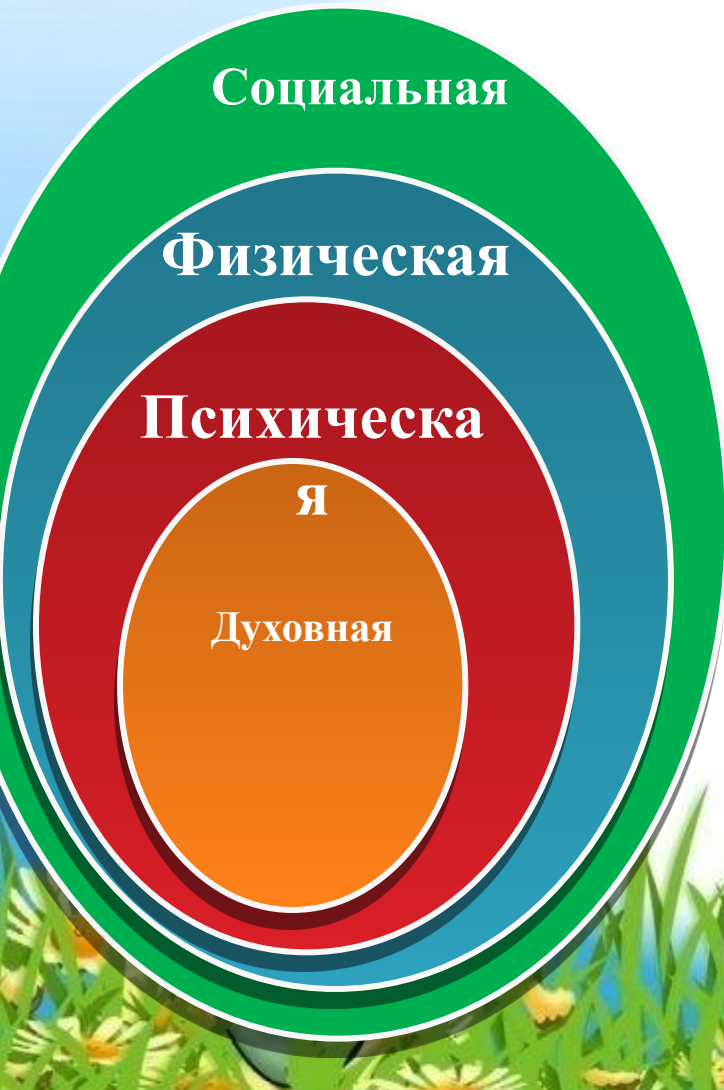 Социальная
Физическая
Психическа
я
Духовная